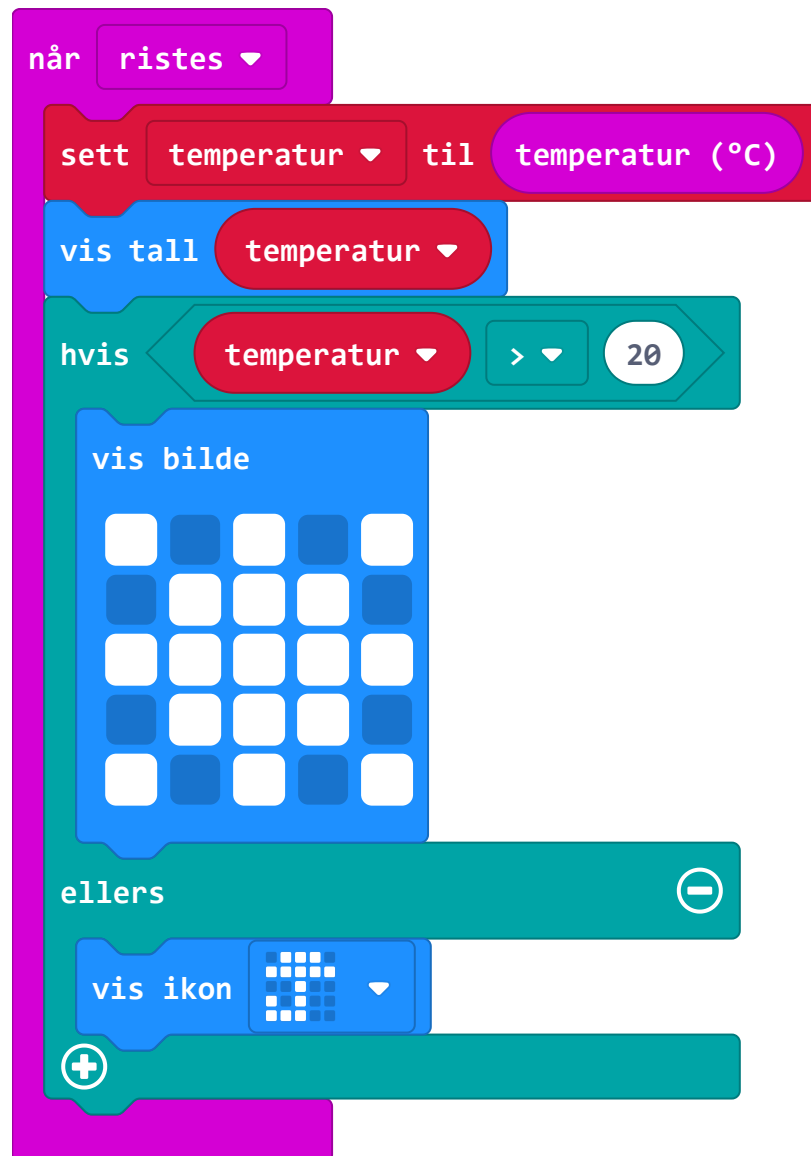 når ristes
sett temperatur til temperatur (°C)
vis tall temperatur
hvis temperatur > 20
vis bilde
ellers
vis ikon